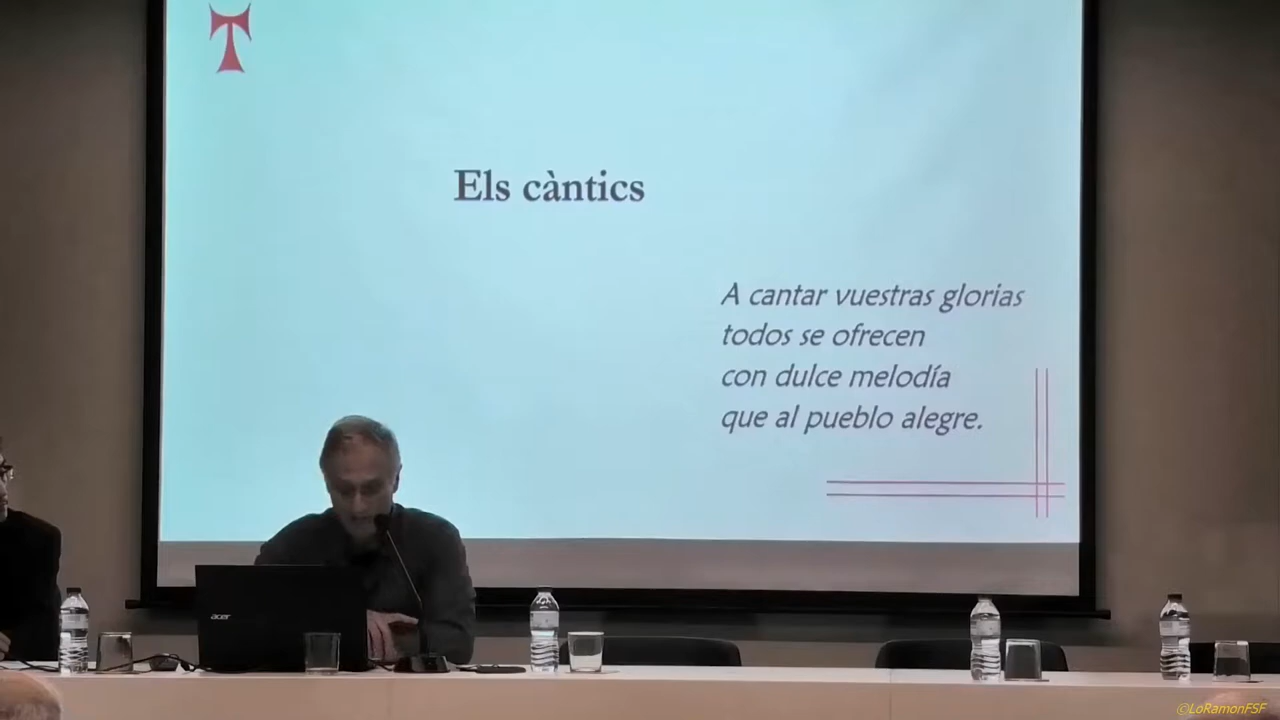 Els càntics
A cantar vuestras glorias
todos se ofrecen
con dulce melodía
que al pueblo alegre.
acer
©LoRamonFSF